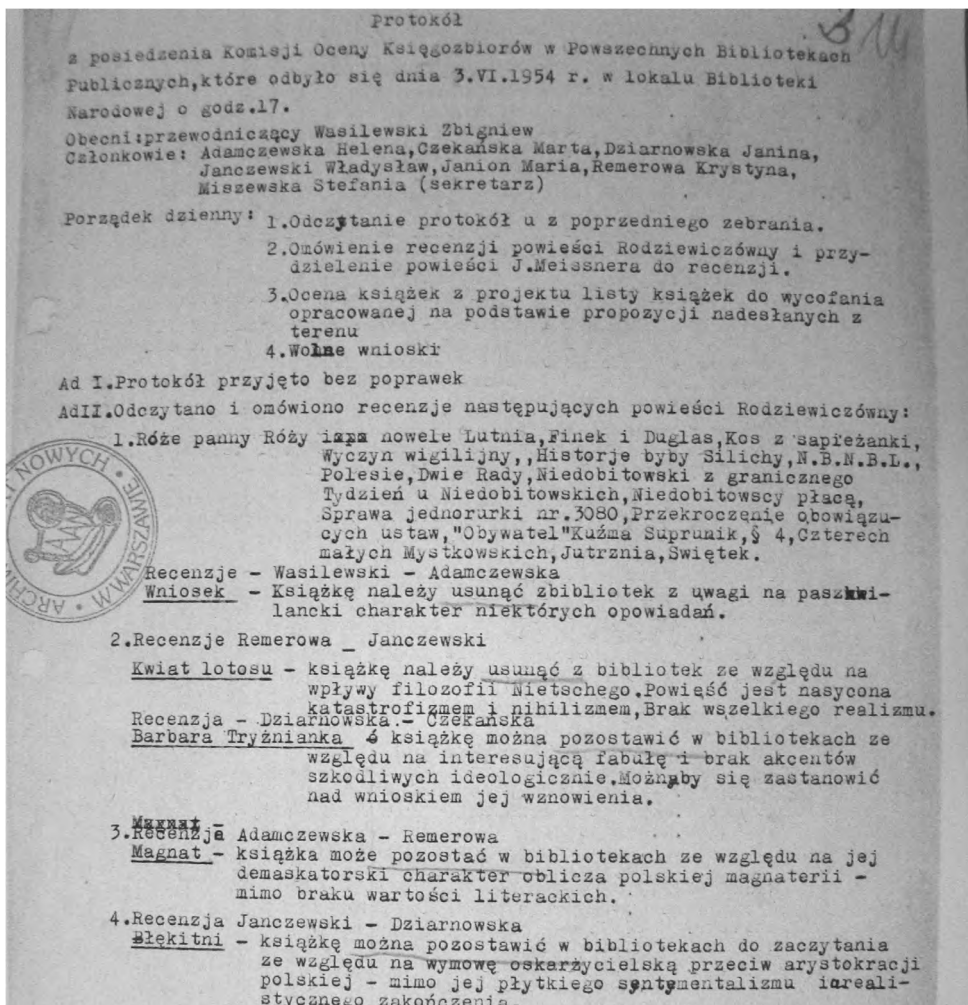 Protokół
z posiedzenia Komisji Oceny Księgozbiorów w Powszechnych Bibliotekach
Publicznych,które odbyło się dnia 3.VI.1954 r. w lokalu Biblioteki
Narodowej o godz.17.
Obecni:przewodniczący Wasilewski Zbigniew
Członkowie: Adamczewska Helena,Czekańska Marta,Dziarnowska Janina,
Janczewski Władysław,Janion Maria,Remerowa Krystyna,
Miszewska Stefania (sekretarz)
Porządek dzienny: 1.Odczytanie protokół u z poprzedniego zebrania.
2.Omówienie recenzji powieści Rodziewiczówny i przy-
dzielenie powieści J.Meissnera do recenzji.
3.Ocena książek z projektu listy książek do wycofania
opracowanej na podstawie propozycji nadesłanych z
terenu
4.Wolne wnioski
Ad I.Protokół przyjęto bez poprawek
AdII.Odczytano i omówiono recenzje następujących powieści Rodziewiczówny:
1.Róże panny Róży nowele Lutnia,Finek i Duglas,Kos z sapieżanki,
Wyczyn wigilijny,,Historje byby Silichy,N.B.N.B.L.,
Polesie,Dwie Rady,Niedobitowski z granicznego
Tydzień u Niedobitowskich,Niedobitowscy płacą,
Sprawa jednorurki nr.3080,Przekroczenie obowiązu-
cych ustaw,"Obywatel"Kuźma Suprunik,§ 4,Czterech
małych Mystkowskich,Jutrznia,Swiętek.
Recenzje - Wasilewski - Adamczewska
Wniosek - Książkę należy usunąć zbibliotek z uwagi na paszkwi-
lancki charakter niektórych opowiadań.
2.Recenzje Remerowa _ Janczewski
Kwiat lotosu - książkę należy usunąć z bibliotek ze względu na
wpływy filozofii Nietschego.Powięść jest nasycona
katastrofizmem i nihilizmem,Brak wszelkiego realizmu.
Recenzja - Dziarnowska.- Czekańska
Barbara Tryźnianka ó książkę można pozostawić w bibliotekach ze
względu na interesującą fabułę i brak akcentów
szkodliwych ideologicznie.Możnaby się zastanowić
nad wnioskiem jej wznowienia.
Magnat -
3.Recenzja Adamczewska - Remerowa
Magnat - książka może pozostać w bibliotekach ze względu na jej
demaskatorski charakter oblicza polskiej magnaterii -
mimo braku wartości literackich.
4.Recenzja Janczewski - Dziarnowska
Błękitni - książkę można pozostawić w bibliotekach do zaczytania
ze względu na wymowę oskarżycielską przeciw arystokracji
polskiej - mimo jej płytkiego sentymentalizmu i ireali-
stycznego zakończenia.
ARCHIWUM AKT NOWYCH • W WARSZAWIE •